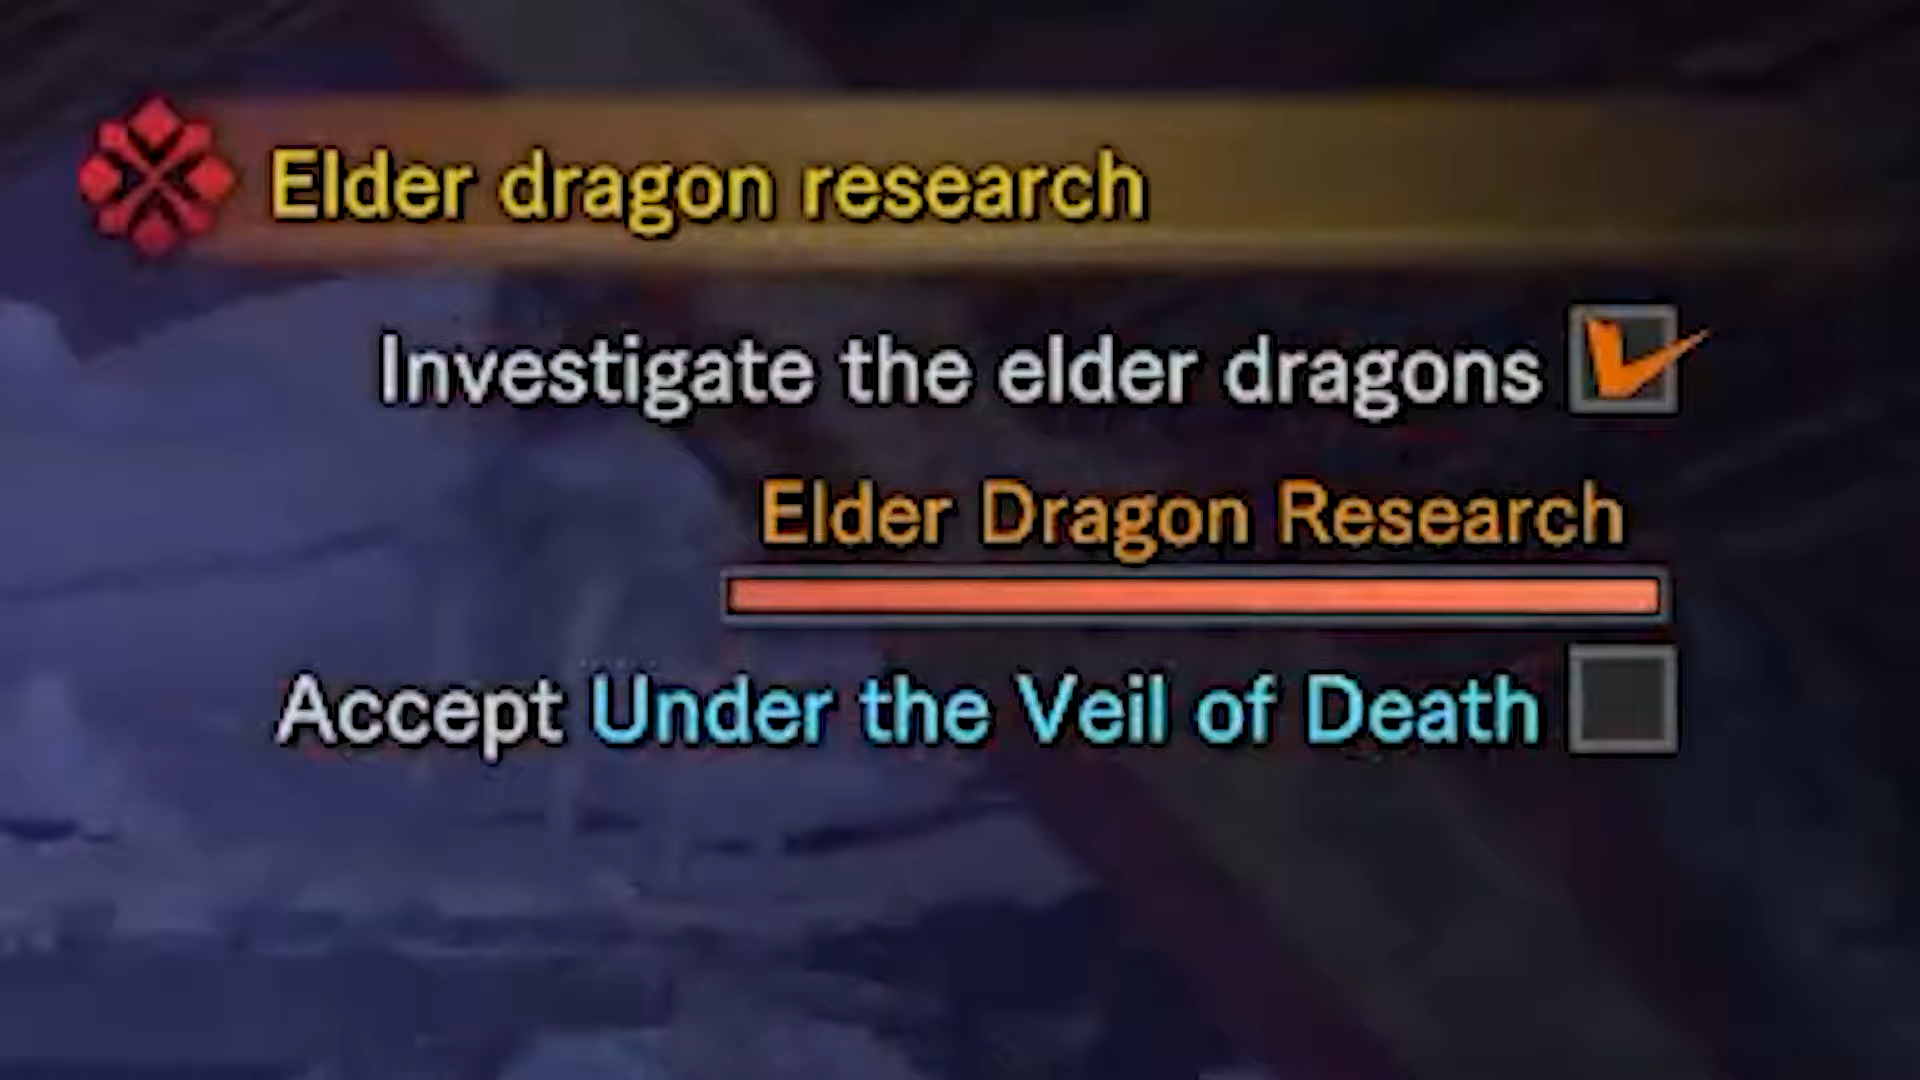 Elder dragon research
Investigate the elder dragons
Elder Dragon Research
Accept Under the Veil of Death